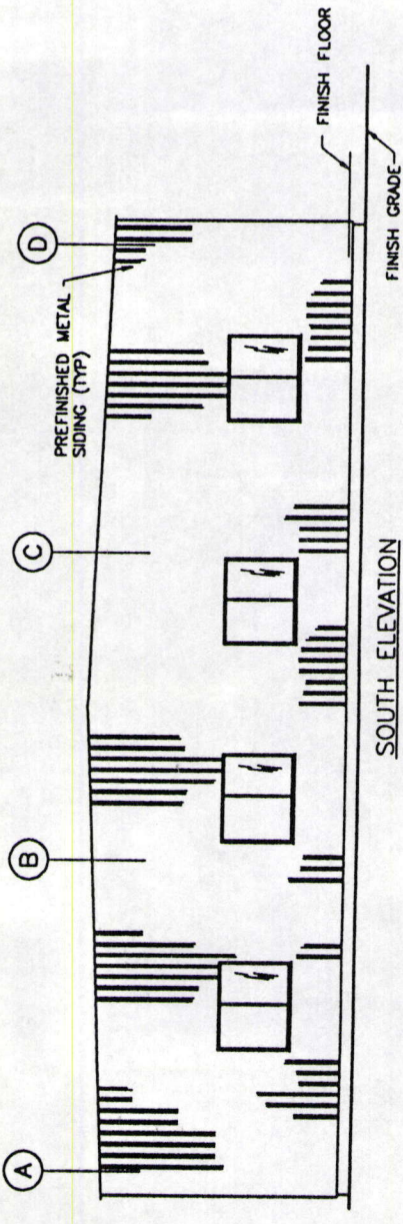 A
B
C
D
PREFINISHED METAL
SIDING (TYP)
FINISH FLOOR
FINISH GRADE
SOUTH ELEVATION